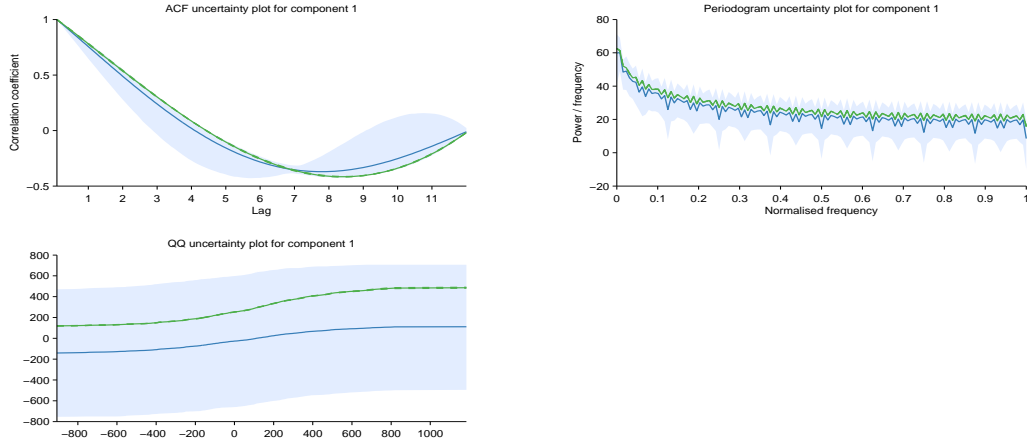 ACF uncertainty plot for component 1
1
0.5
0
−0.5
Correlation coefficient
1 2 3 4 5 6 7 8 9 10 11
Lag
Periodogram uncertainty plot for component 1
80
60
40
20
0
−20
Power / frequency
0 0.1 0.2 0.3 0.4 0.5 0.6 0.7 0.8 0.9 1
Normalised frequency
QQ uncertainty plot for component 1
800
600
400
200
0
−200
−400
−600
−800
−800 −600 −400 −200 0 200 400 600 800 1000